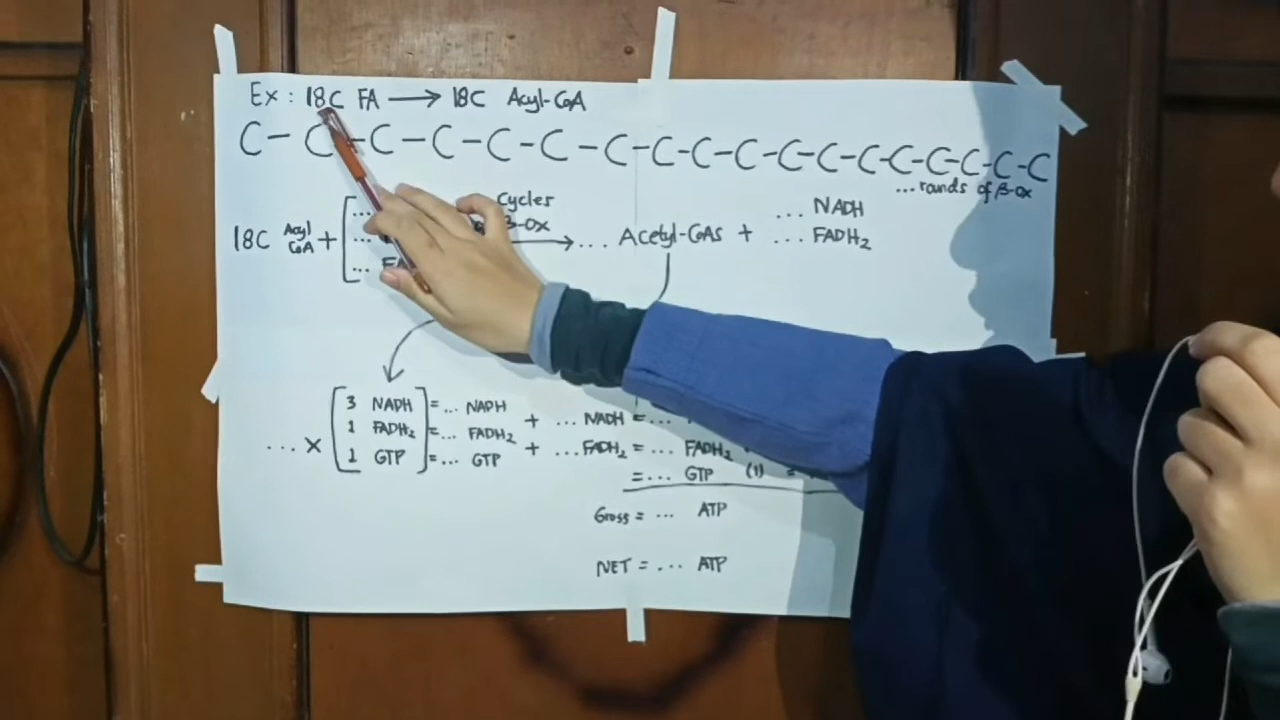 Ex : 18C FA → 18C Acyl-CoA
C - C - C - C - C - C - C - C - C - C - C - C - C - C - C - C - C - C
... rounds of β-ox
18C Acyl CoA + [ ... Cycles β-Ox → ... Acetyl-CoAs + ... NADH
... ... FADH₂
...
3 NADH = ... NADH + ... NADH = ...
... × 1 FADH₂ = ... FADH₂ + ... FADH₂ = ... FADH₂
1 GTP = ... GTP = ... GTP (1) =
Gross = ... ATP
NET = ... ATP